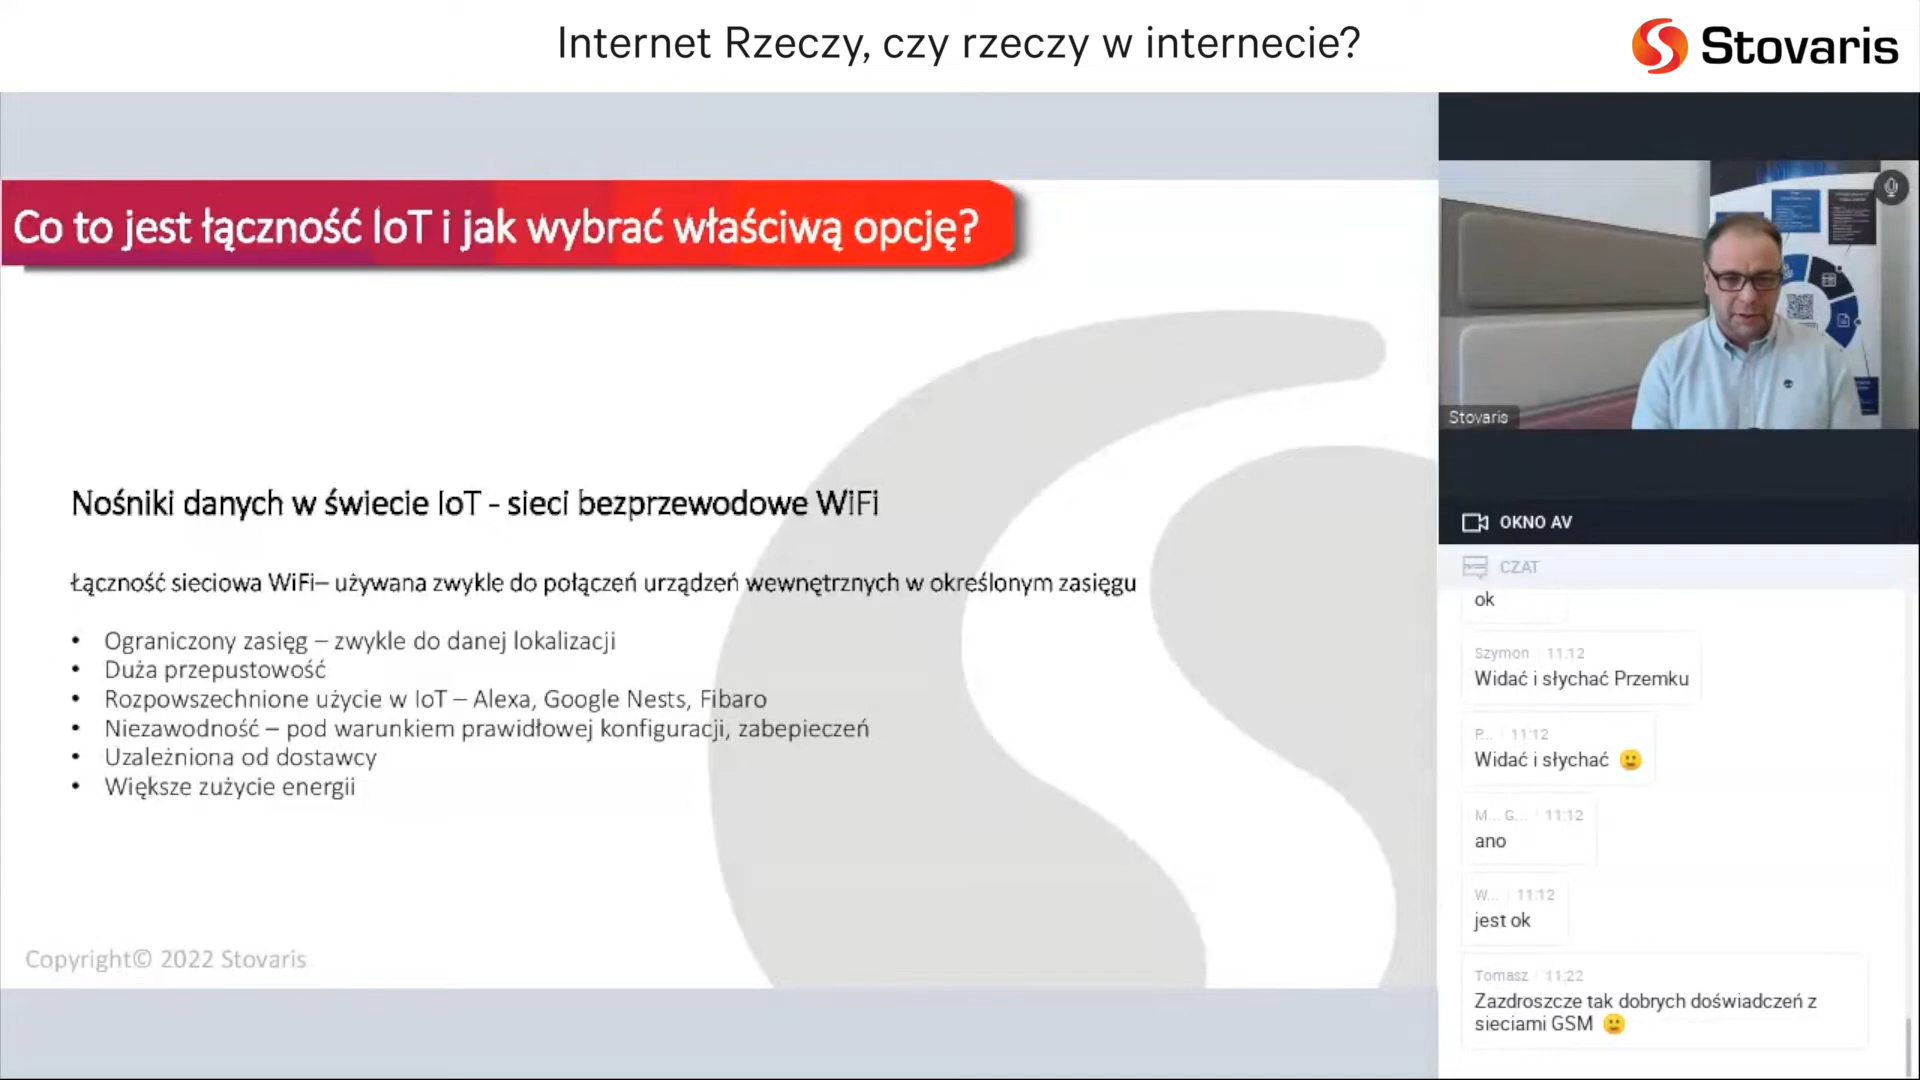 Internet Rzeczy, czy rzeczy w internecie?
Stovaris
Co to jest łączność IoT i jak wybrać właściwą opcję?
Nośniki danych w świecie IoT - sieci bezprzewodowe WiFi
Łączność sieciowa WiFi– używana zwykle do połączeń urządzeń wewnętrznych w określonym zasięgu
• Ograniczony zasięg – zwykle do danej lokalizacji
• Duża przepustowość
• Rozpowszechnione użycie w IoT – Alexa, Google Nests, Fibaro
• Niezawodność – pod warunkiem prawidłowej konfiguracji, zabepieczeń
• Uzależniona od dostawcy
• Większe zużycie energii
Copyright© 2022 Stovaris
Stovaris
OKNO AV
CZAT
ok
Szymon 11:12
Widać i słychać Przemku
P... 11:12
Widać i słychać 🙂
M... G... 11:12
ano
W... 11:12
jest ok
Tomasz 11:22
Zazdroszcze tak dobrych doświadczeń z
sieciami GSM 🙂